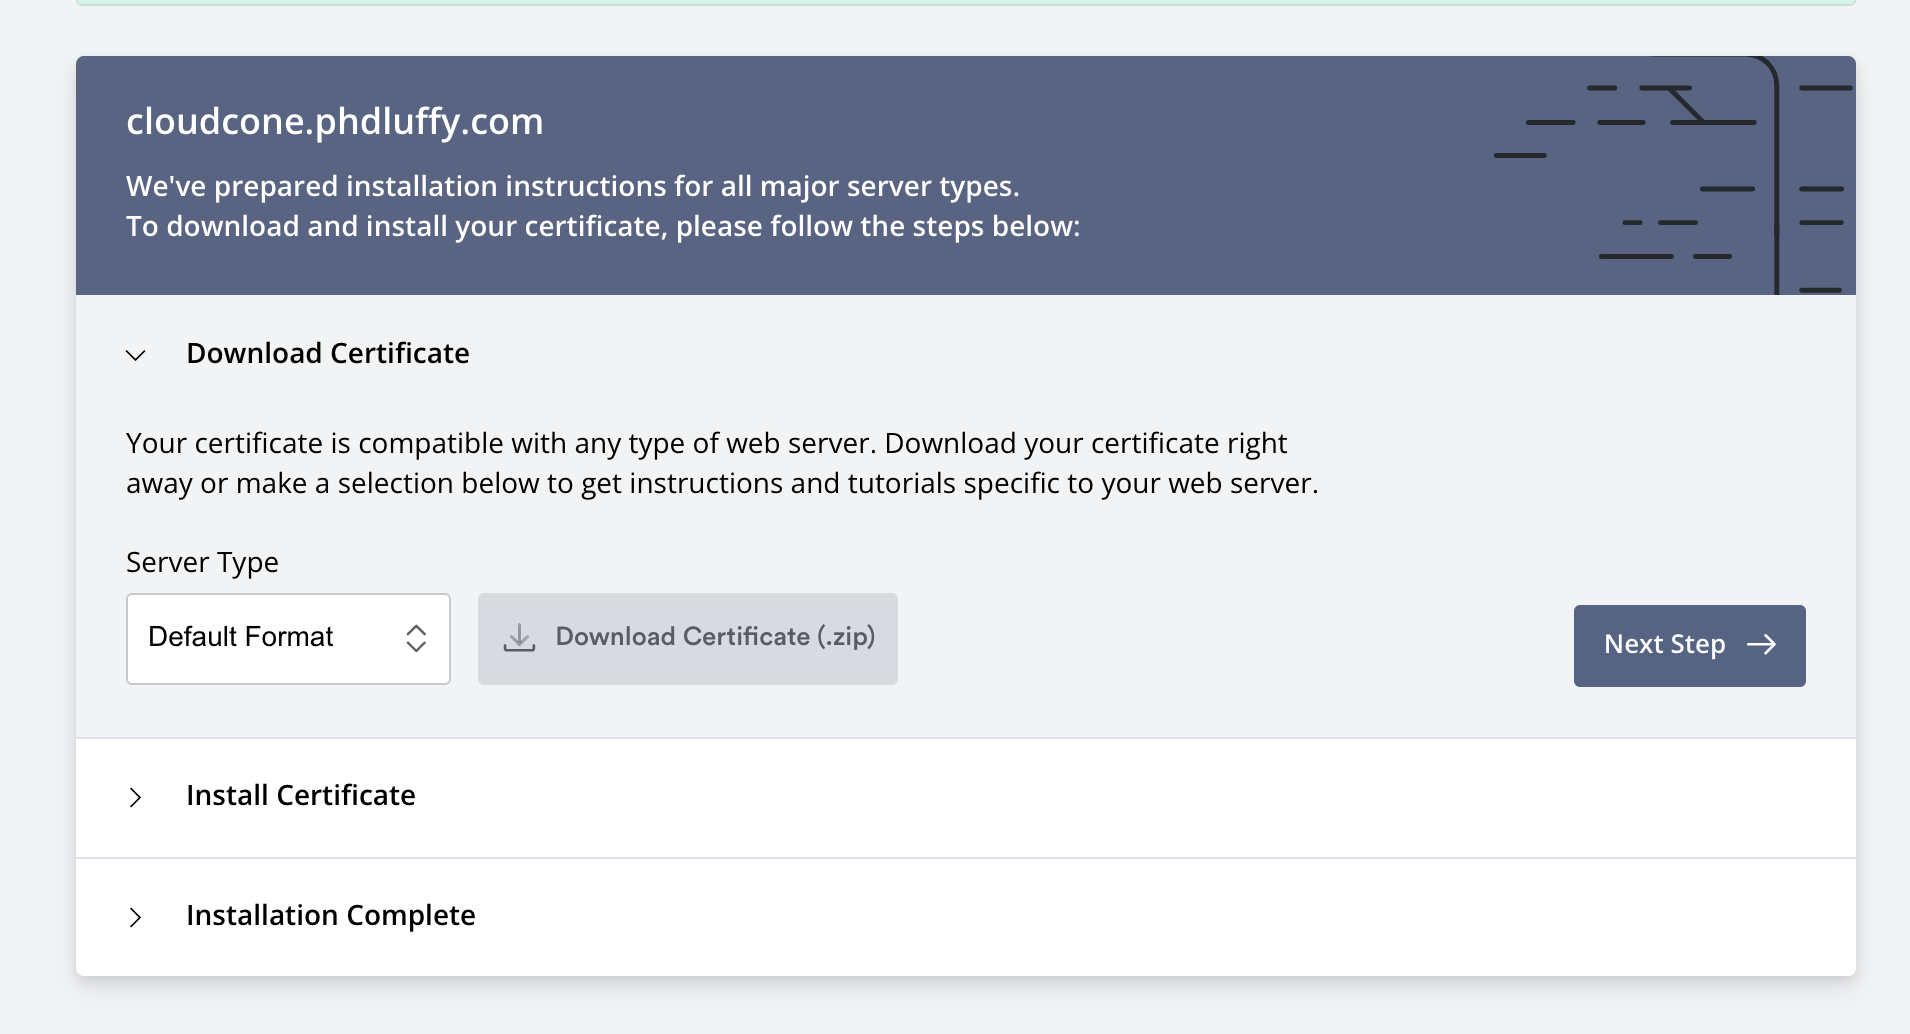 cloudcone.phdluffy.com
We've prepared installation instructions for all major server types.
To download and install your certificate, please follow the steps below:
Download Certificate
Your certificate is compatible with any type of web server. Download your certificate right
away or make a selection below to get instructions and tutorials specific to your web server.
Server Type
Default Format
Download Certificate (.zip)
Next Step
Install Certificate
Installation Complete